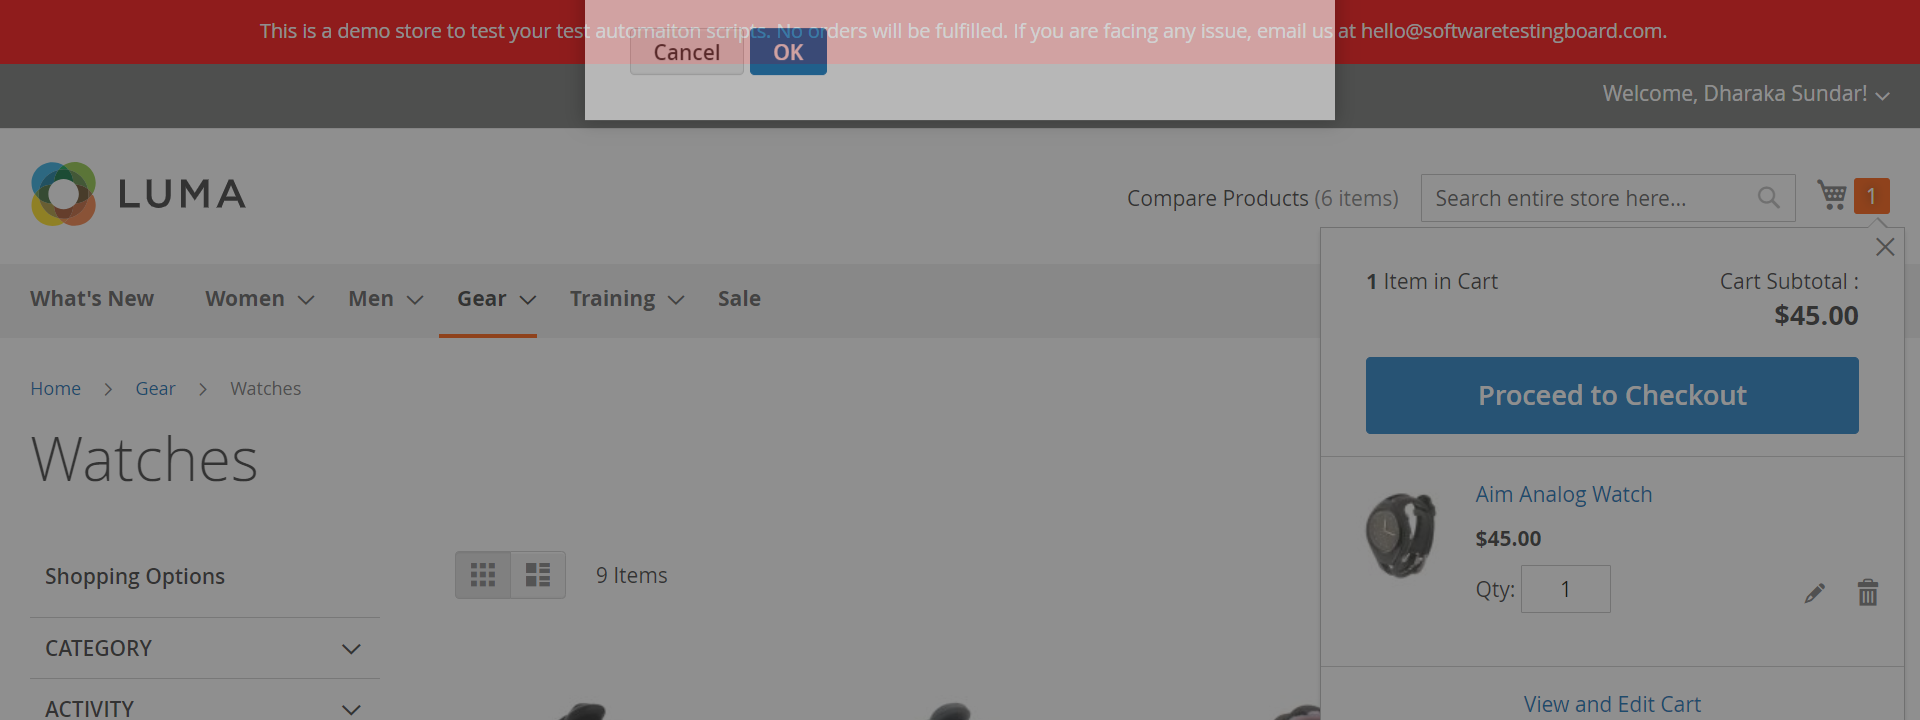 This is a demo store to test your test automaiton scripts. No orders will be fulfilled. If you are facing any issue, email us at hello@softwaretestingboard.com.
Cancel OK
Welcome, Dharaka Sundar!
LUMA
Compare Products (6 items) Search entire store here... 1
What's New Women Men Gear Training Sale
1 Item in Cart Cart Subtotal :
$45.00
Proceed to Checkout
Home Gear Watches
Watches
Aim Analog Watch
$45.00
Qty: 1
Shopping Options
9 Items
CATEGORY
ACTIVITY
View and Edit Cart